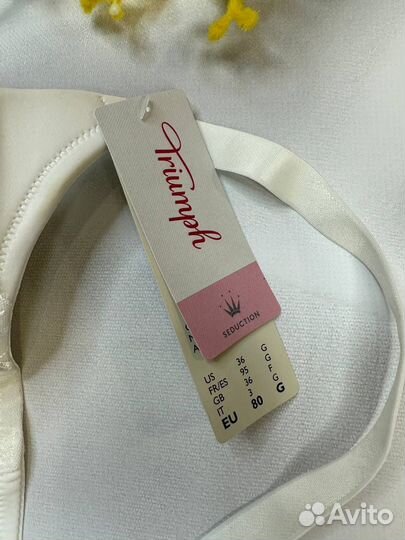 Triumph
SEDUCTION
US 36 G
FR/ES 95 F
GB 36 G
IT 3
EU 80 G
Avito